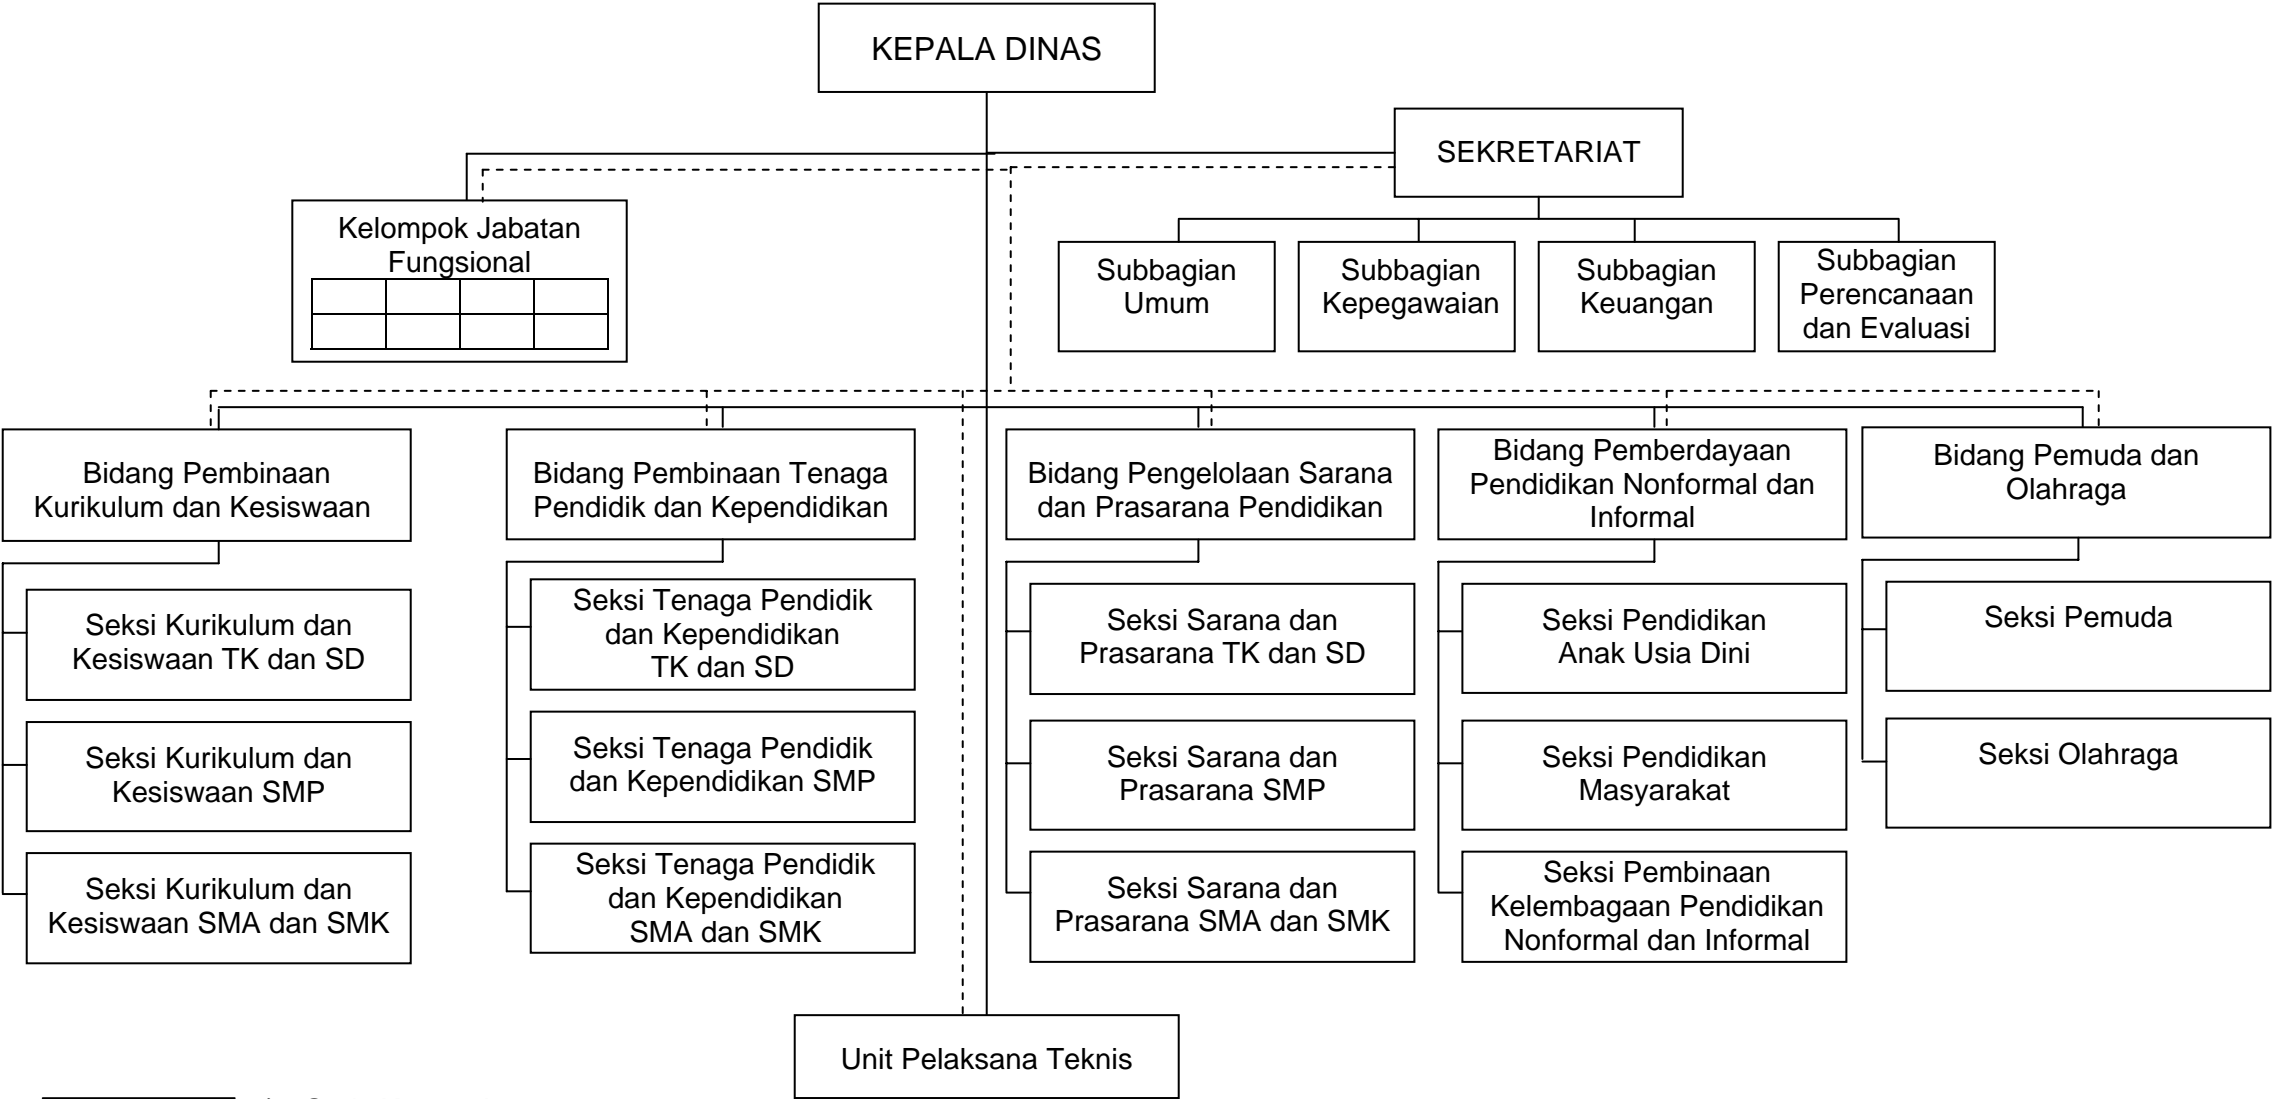 KEPALA DINAS
SEKRETARIAT
Kelompok Jabatan
Fungsional
Subbagian
Umum
Subbagian
Kepegawaian
Subbagian
Keuangan
Subbagian
Perencanaan
dan Evaluasi
Bidang Pembinaan
Kurikulum dan Kesiswaan
Bidang Pembinaan Tenaga
Pendidik dan Kependidikan
Bidang Pengelolaan Sarana
dan Prasarana Pendidikan
Bidang Pemberdayaan
Pendidikan Nonformal dan
Informal
Bidang Pemuda dan
Olahraga
Seksi Kurikulum dan
Kesiswaan TK dan SD
Seksi Kurikulum dan
Kesiswaan SMP
Seksi Kurikulum dan
Kesiswaan SMA dan SMK
Seksi Tenaga Pendidik
dan Kependidikan
TK dan SD
Seksi Tenaga Pendidik
dan Kependidikan SMP
Seksi Tenaga Pendidik
dan Kependidikan
SMA dan SMK
Seksi Sarana dan
Prasarana TK dan SD
Seksi Sarana dan
Prasarana SMP
Seksi Sarana dan
Prasarana SMA dan SMK
Seksi Pendidikan
Anak Usia Dini
Seksi Pendidikan
Masyarakat
Seksi Pembinaan
Kelembagaan Pendidikan
Nonformal dan Informal
Seksi Pemuda
Seksi Olahraga
Unit Pelaksana Teknis